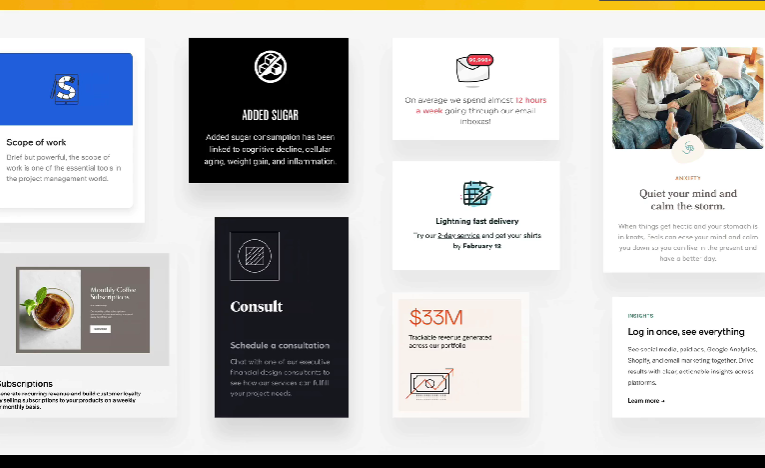 Scope of work
Brief but powerful, the scope of
work is one of the essential tools in
the project management world.
Monthly Coffee
Subscriptions
Subscriptions
generate recurring revenue and build customer loyalty
by selling subscriptions to your products on a weekly
or monthly basis.
ADDED SUGAR
Added sugar consumption has been
linked to cognitive decline, cellular
aging, weight gain, and inflammation.
Consult
Schedule a consultation
Chat with one of our executive
financial design consultants to
see how our services can fulfill
your project needs.
99,999+
On average we spend almost 12 hours
a week going through our email
inboxes!
Lightning fast delivery
Try our 2-day service and get your shirts
by February 12
$33M
Trackable revenue generated
across our portfolio
ANXIETY
Quiet your mind and
calm the storm.
When things get hectic and your stomach is
in knots, Feals can ease your mind and calm
you down so you can live in the present and
have a better day.
INSIGHTS
Log in once, see everything
See social media, paid ads, Google Analytics,
Shopify, and email marketing together. Drive
results with clear, actionable insights across
platforms.
Learn more →